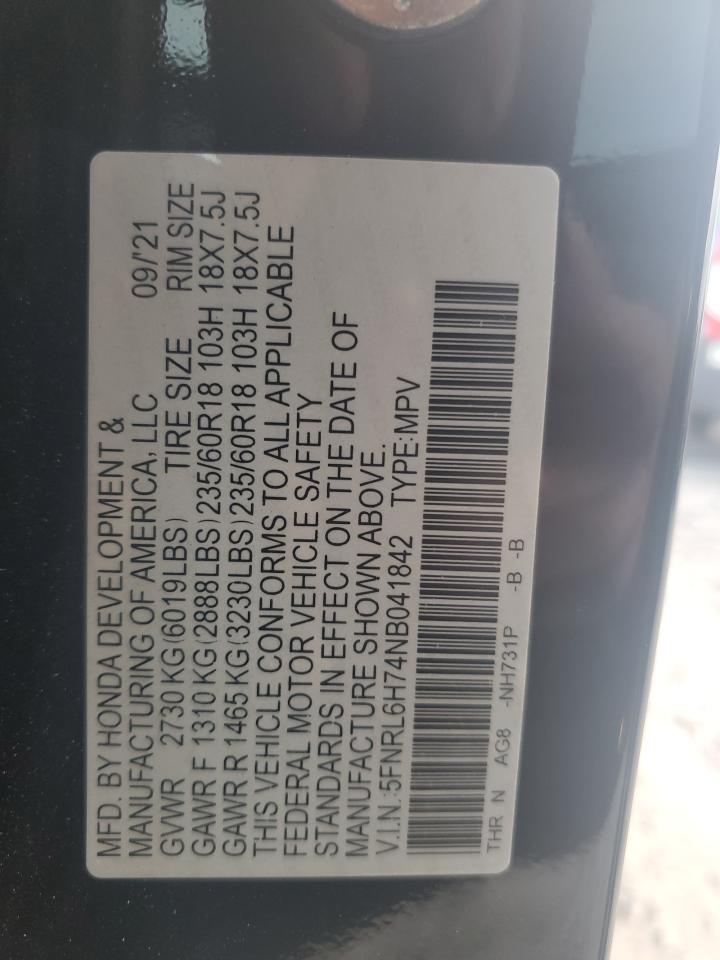 MFD. BY HONDA DEVELOPMENT &
MANUFACTURING OF AMERICA, LLC 09/'21
GVWR 2730 KG(6019LBS) TIRE SIZE RIM SIZE
GAWR F 1310 KG(2888LBS)235/60R18 103H 18X7.5J
GAWR R 1465 KG(3230LBS)235/60R18 103H 18X7.5J
THIS VEHICLE CONFORMS TO ALL APPLICABLE
FEDERAL MOTOR VEHICLE SAFETY
STANDARDS IN EFFECT ON THE DATE OF
MANUFACTURE SHOWN ABOVE.
V.I.N.:5FNRL6H74NB041842 TYPE:MPV
THR N AG8 -NH731P -B -B